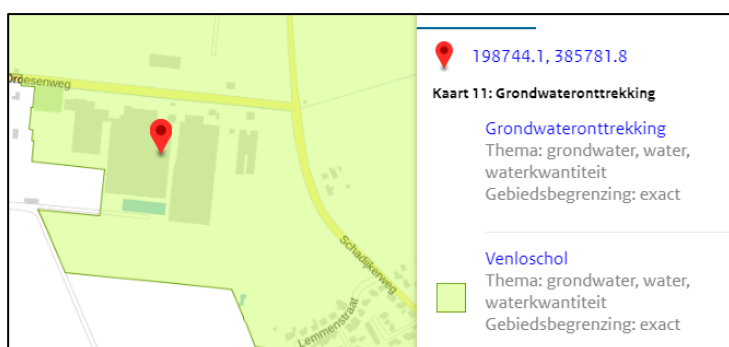 Droesenweg
Schadijkerweg
Lemmenstraat
198744.1, 385781.8
Kaart 11: Grondwateronttrekking
Grondwateronttrekking
Thema: grondwater, water,
waterkwantiteit
Gebiedsbegrenzing: exact
Venloschol
Thema: grondwater, water,
waterkwantiteit
Gebiedsbegrenzing: exact